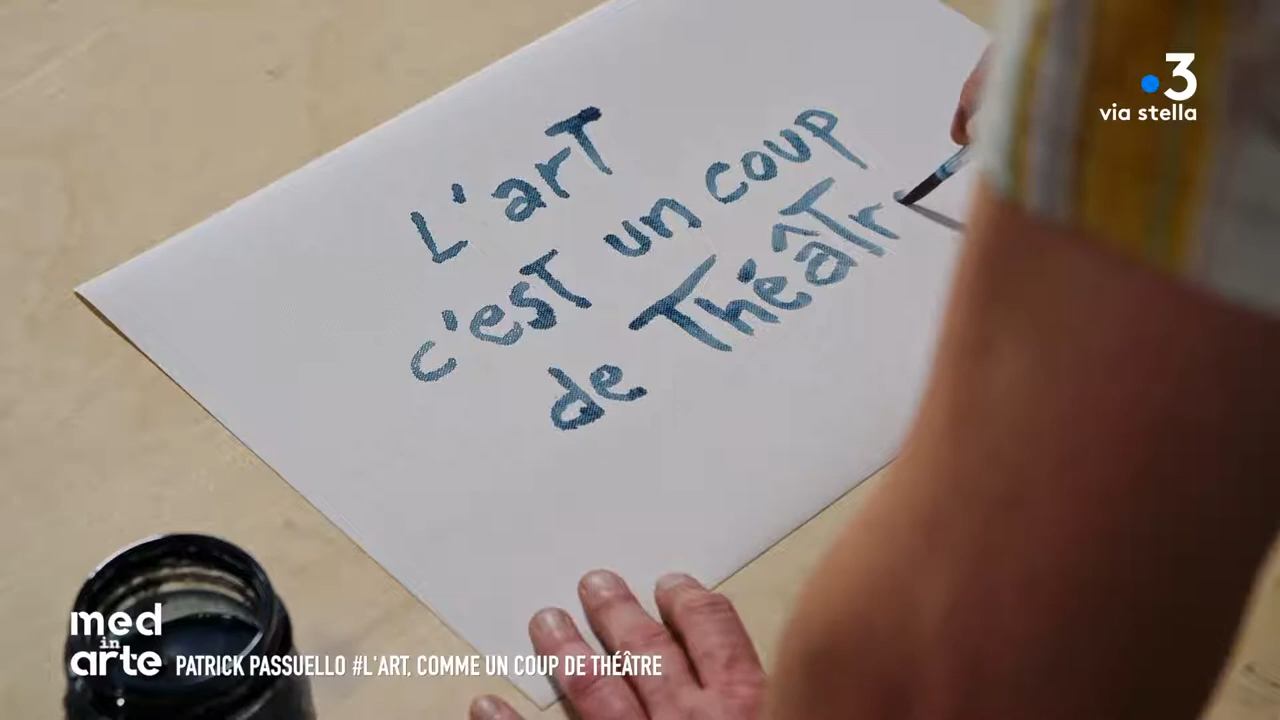 L'arT
c'esT un coup
de ThéâTr
3
via stella
med
in
arte
PATRICK PASSUELLO #L'ART, COMME UN COUP DE THÉÂTRE